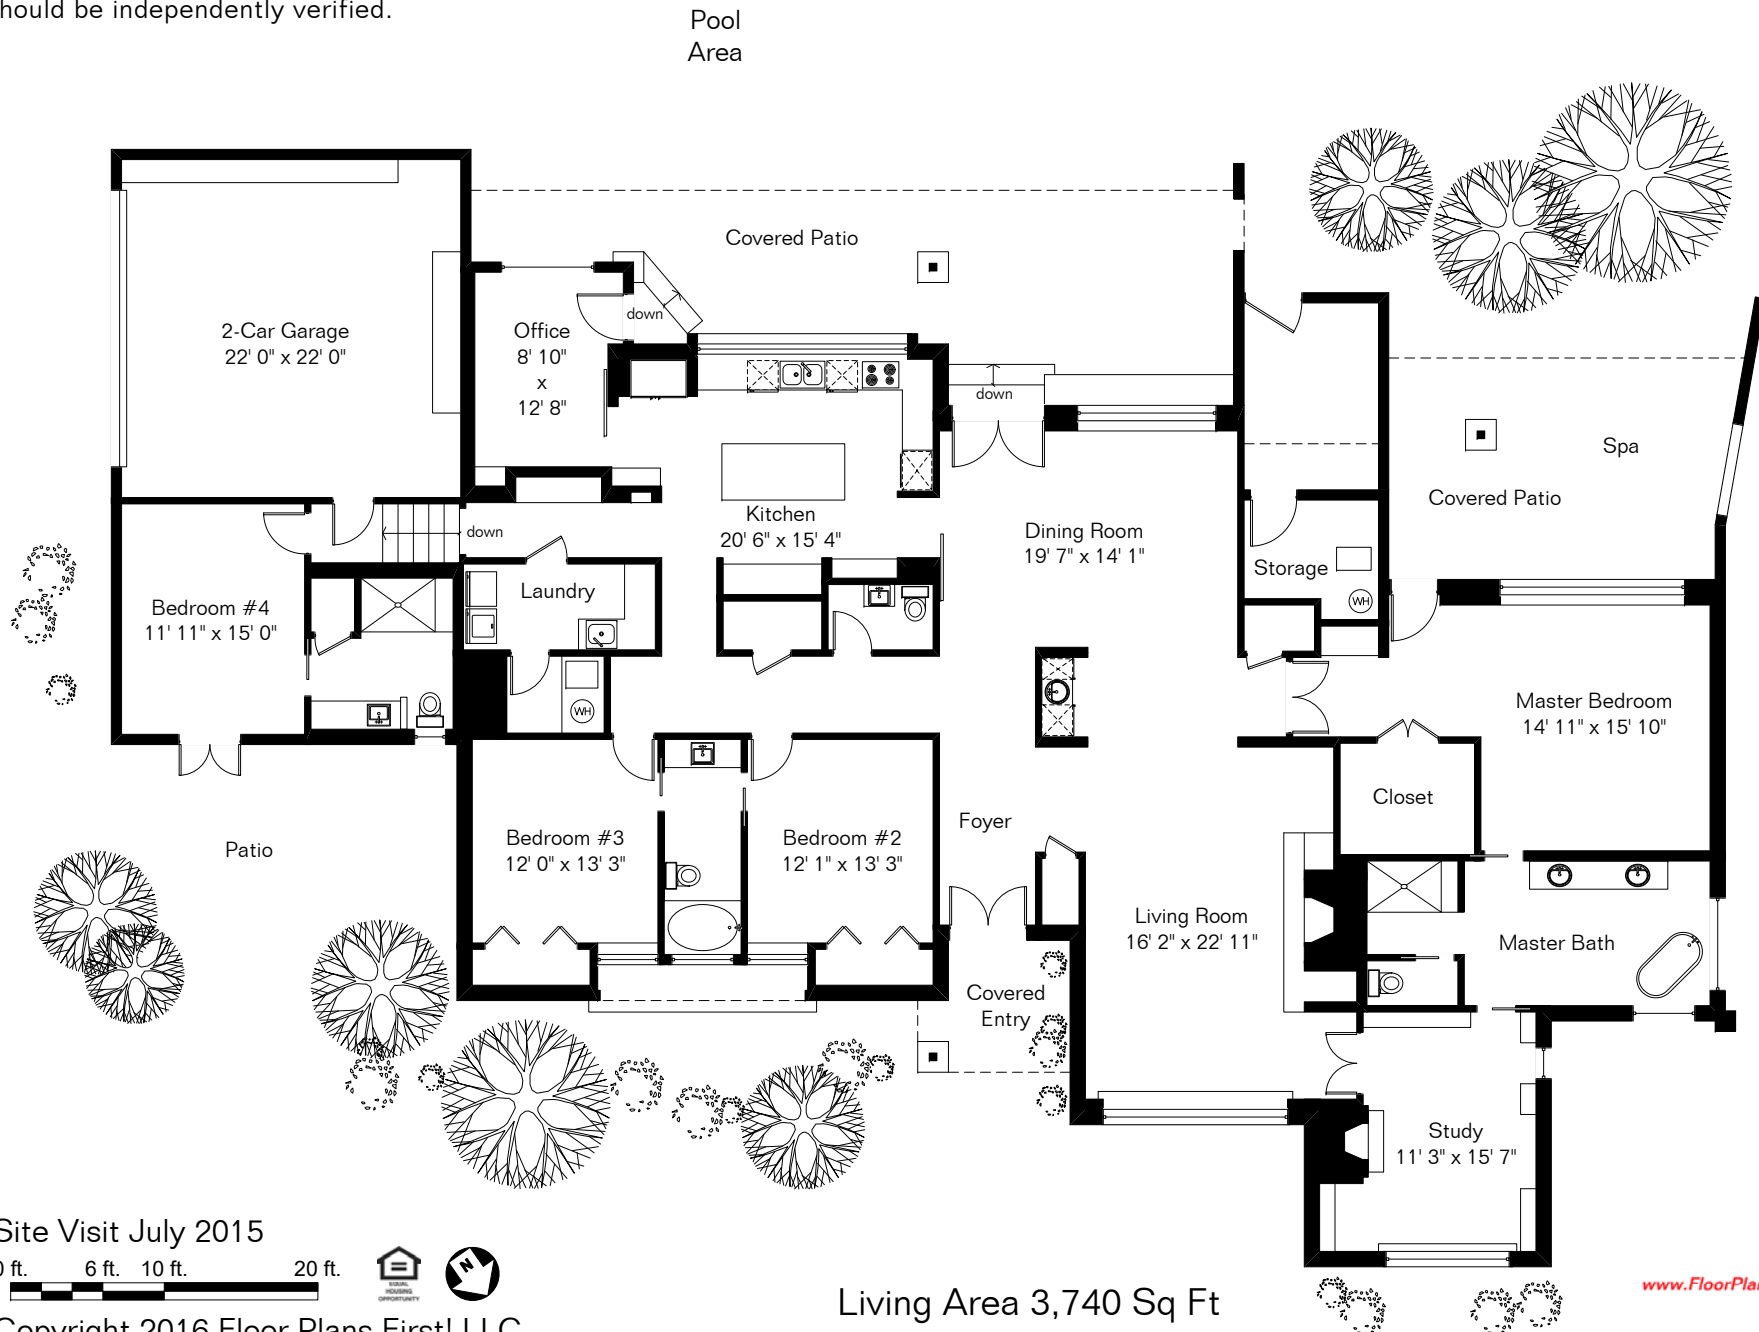 hould be independently verified.
Pool
Area
Covered Patio
2-Car Garage
22' 0" x 22' 0"
Office
8' 10"
x
12' 8"
down
down
Spa
Covered Patio
Kitchen
20' 6" x 15' 4"
Dining Room
19' 7" x 14' 1"
down
Storage
WH
Laundry
Bedroom #4
11' 11" x 15' 0"
WH
Master Bedroom
14' 11" x 15' 10"
Closet
Patio
Bedroom #3
12' 0" x 13' 3"
Bedroom #2
12' 1" x 13' 3"
Foyer
Living Room
16' 2" x 22' 11"
Master Bath
Covered
Entry
Study
11' 3" x 15' 7"
Site Visit July 2015
0 ft. 6 ft. 10 ft. 20 ft.
EQUAL
HOUSING
OPPORTUNITY
N
Living Area 3,740 Sq Ft
www.FloorPla
Copyright 2016 Floor Plans First! LLC